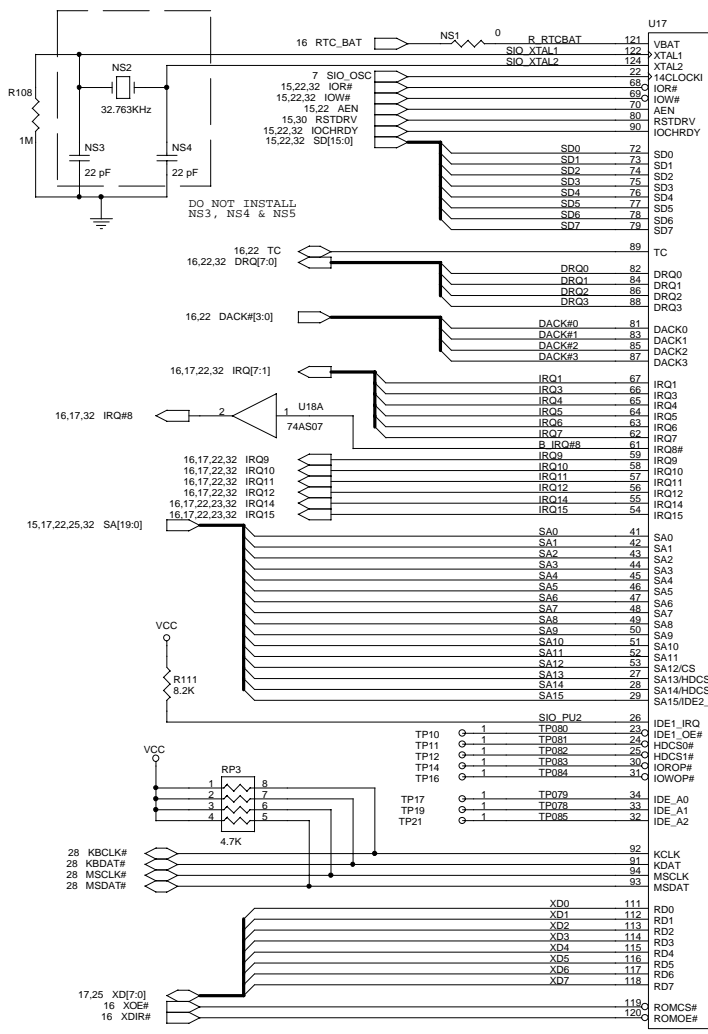 U17
16 RTC_BAT NS1 0 R_RTCBAT 121 VBAT
SIO_XTAL1 122 XTAL1
SIO_XTAL2 124 XTAL2
7 SIO_OSC 22 14CLOCKI
15,22,32 IOR# 68 IOR#
15,22,32 IOW# 69 IOW#
15,22 AEN 70 AEN
15,30 RSTDRV 80 RSTDRV
15,22,32 IOCHRDY 90 IOCHRDY
15,22,32 SD[15:0]
NS2
32.763KHz
R108
1M
NS3
22 pF
NS4
22 pF
DO NOT INSTALL
NS3, NS4 & NS5
SD0 72 SD0
SD1 73 SD1
SD2 74 SD2
SD3 75 SD3
SD4 76 SD4
SD5 77 SD5
SD6 78 SD6
SD7 79 SD7
16,22 TC 89 TC
16,22,32 DRQ[7:0]
DRQ0 82 DRQ0
DRQ1 84 DRQ1
DRQ2 86 DRQ2
DRQ3 88 DRQ3
16,22 DACK#[3:0]
DACK#0 81 DACK0
DACK#1 83 DACK1
DACK#2 85 DACK2
DACK#3 87 DACK3
16,17,22,32 IRQ[7:1]
IRQ1 67 IRQ1
IRQ3 66 IRQ3
IRQ4 65 IRQ4
IRQ5 64 IRQ5
IRQ6 63 IRQ6
IRQ7 62 IRQ7
16,17,32 IRQ#8 2 1 U18A
74AS07
B_IRQ#8 61 IRQ8#
16,17,22,32 IRQ9 IRQ9 59 IRQ9
16,17,22,32 IRQ10 IRQ10 58 IRQ10
16,17,22,32 IRQ11 IRQ11 57 IRQ11
16,17,22,32 IRQ12 IRQ12 56 IRQ12
16,17,22,23,32 IRQ14 IRQ14 55 IRQ14
16,17,22,23,32 IRQ15 IRQ15 54 IRQ15
15,17,22,25,32 SA[19:0]
SA0 41 SA0
SA1 42 SA1
SA2 43 SA2
SA3 44 SA3
SA4 45 SA4
SA5 46 SA5
SA6 47 SA6
SA7 48 SA7
SA8 49 SA8
SA9 50 SA9
SA10 51 SA10
SA11 52 SA11
SA12 53 SA12/CS
SA13 27 SA13/HDCS
SA14 28 SA14/HDCS
SA15 29 SA15/IDE2_
VCC
R111
8.2K
SIO_PU2 26 IDE1_IRQ
TP10 1 TP080 23 IDE1_OE#
TP11 1 TP081 24 HDCS0#
TP12 1 TP082 25 HDCS1#
TP14 1 TP083 30 IOROP#
TP16 1 TP084 31 IOWOP#
TP17 1 TP079 34 IDE_A0
TP19 1 TP078 33 IDE_A1
TP21 1 TP085 32 IDE_A2
VCC
RP3
1 8
2 7
3 6
4 5
4.7K
28 KBCLK# 92 KCLK
28 KBDAT# 91 KDAT
28 MSCLK# 94 MSCLK
28 MSDAT# 93 MSDAT
XD0 111 RD0
XD1 112 RD1
XD2 113 RD2
XD3 114 RD3
XD4 115 RD4
XD5 116 RD5
XD6 117 RD6
XD7 118 RD7
17,25 XD[7:0]
16 XOE# 119 ROMCS#
16 XDIR# 120 ROMOE#